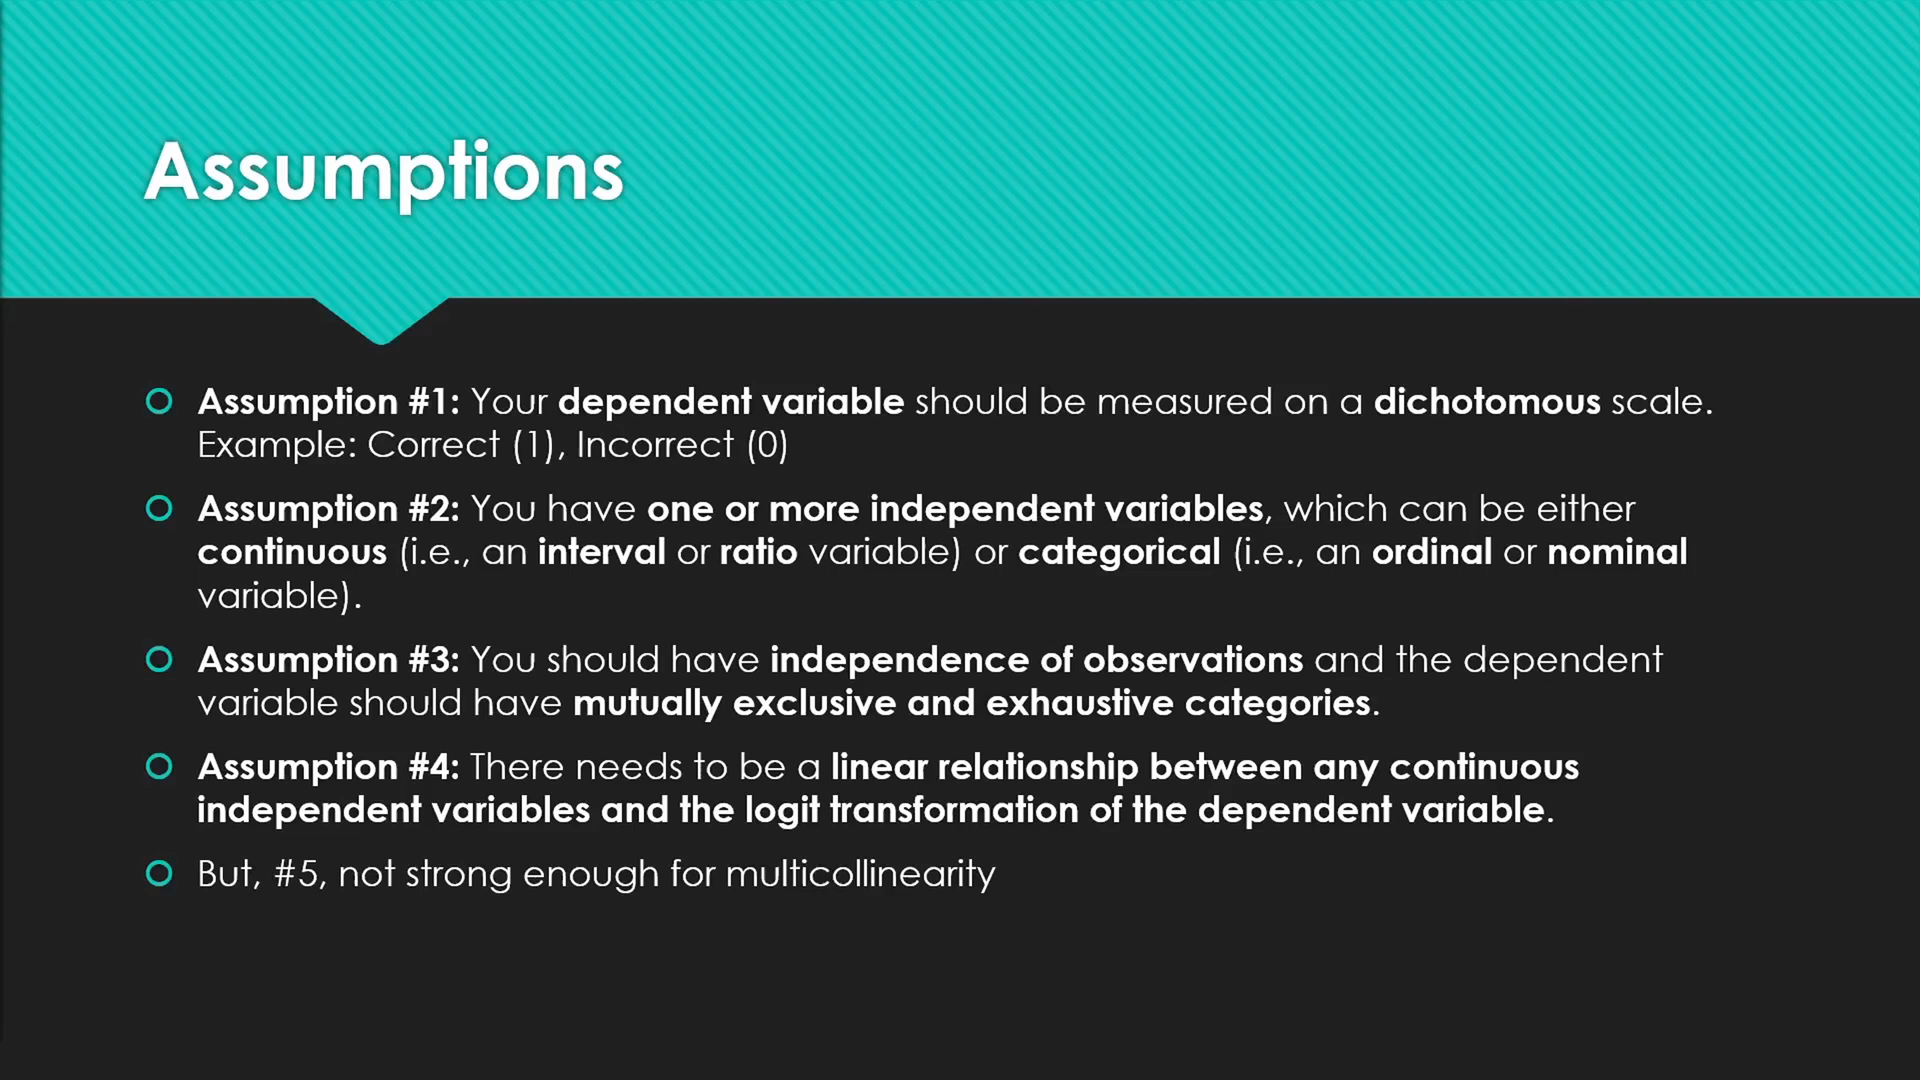 Assumptions
Assumption #1: Your dependent variable should be measured on a dichotomous scale.
Example: Correct (1), Incorrect (0)
Assumption #2: You have one or more independent variables, which can be either
continuous (i.e., an interval or ratio variable) or categorical (i.e., an ordinal or nominal
variable).
Assumption #3: You should have independence of observations and the dependent
variable should have mutually exclusive and exhaustive categories.
Assumption #4: There needs to be a linear relationship between any continuous
independent variables and the logit transformation of the dependent variable.
But, #5, not strong enough for multicollinearity